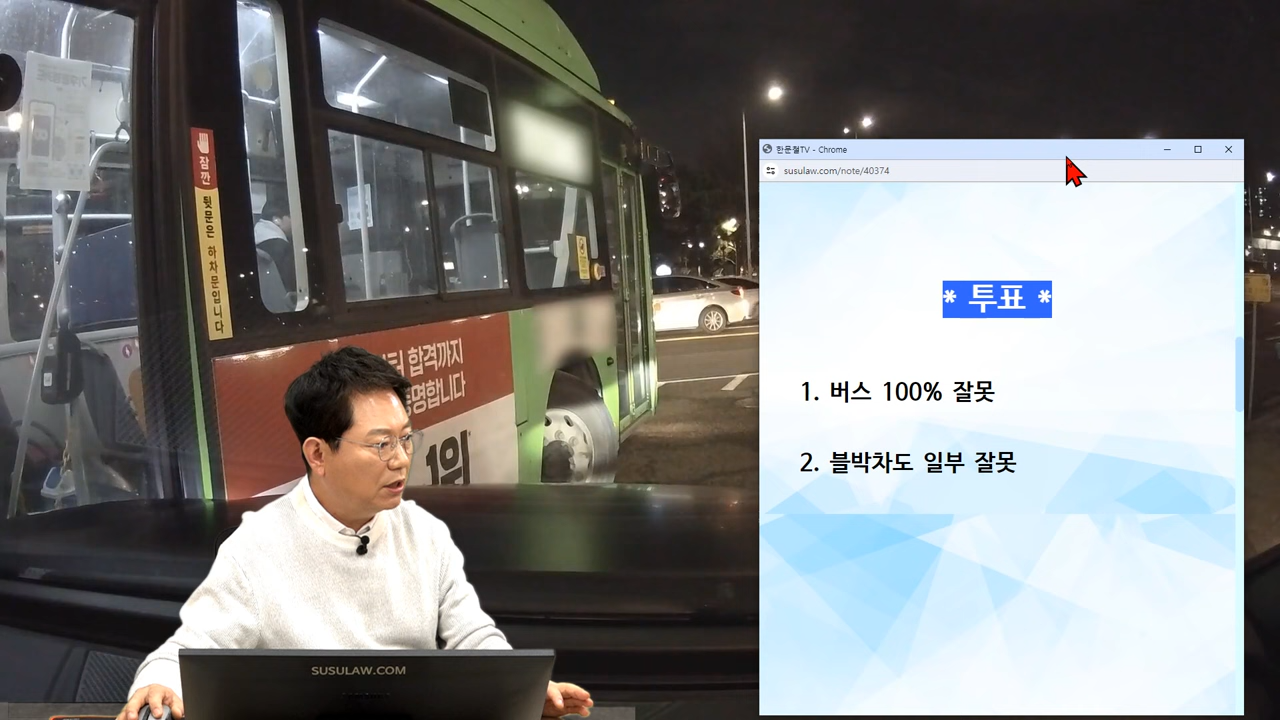 잠깐 뒷문은 하차문입니다
합격까지
명합니다
1위
한문철TV - Chrome
susulaw.com/note/40374
* 투표 *
1. 버스 100% 잘못
2. 블박차도 일부 잘못
SUSULAW.COM